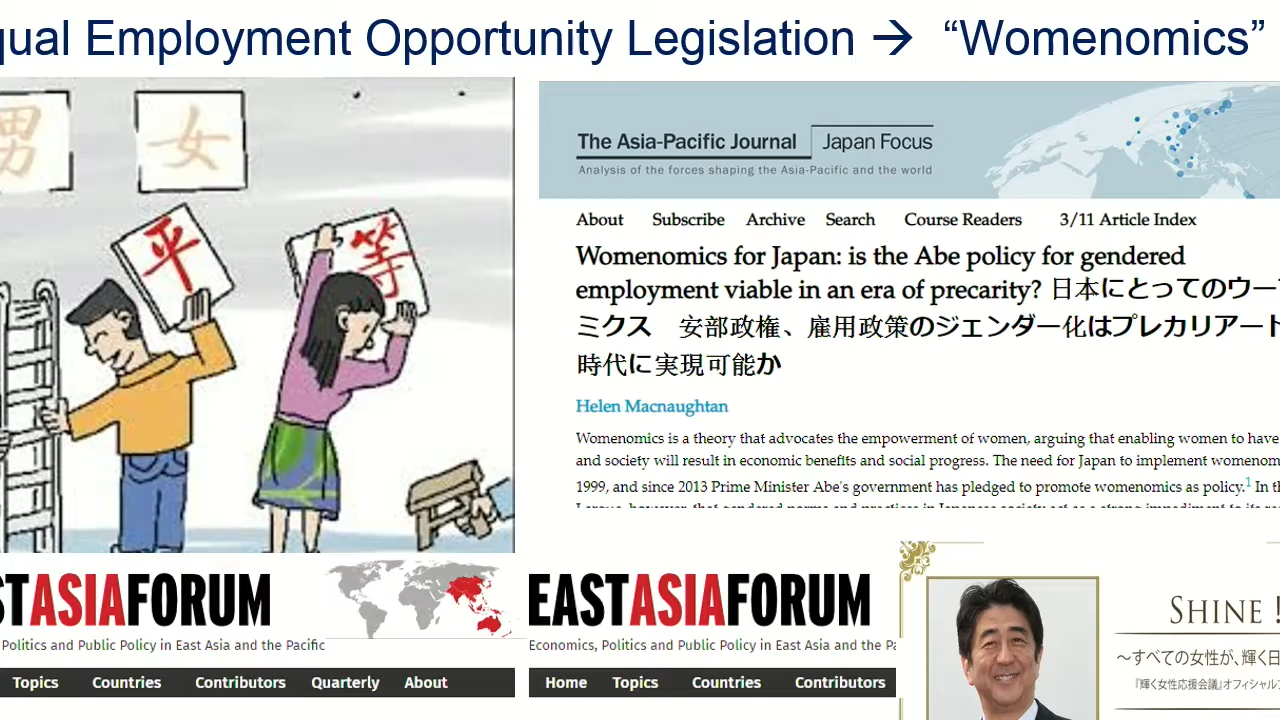 qual Employment Opportunity Legislation → “Womenomics”
男 女
平 等
The Asia-Pacific Journal Japan Focus
Analysis of the forces shaping the Asia-Pacific and the world
About Subscribe Archive Search Course Readers 3/11 Article Index
Womenomics for Japan: is the Abe policy for gendered
employment viable in an era of precarity? 日本にとってのウー
ミクス 安部政権、雇用政策のジェンダー化はプレカリアート
時代に実現可能か
Helen Macnaughtan
Womenomics is a theory that advocates the empowerment of women, arguing that enabling women to have
and society will result in economic benefits and social progress. The need for Japan to implement womenom
1999, and since 2013 Prime Minister Abe's government has pledged to promote womenomics as policy.1 In th
STASIAFORUM
Politics and Public Policy in East Asia and the Pacific
Topics Countries Contributors Quarterly About
EASTASIAFORUM
Economics, Politics and Public Policy in East Asia and the Pa
Home Topics Countries Contributors
SHINE!
～すべての女性が、輝く日
『輝く女性応援会議』オフィシャルブ